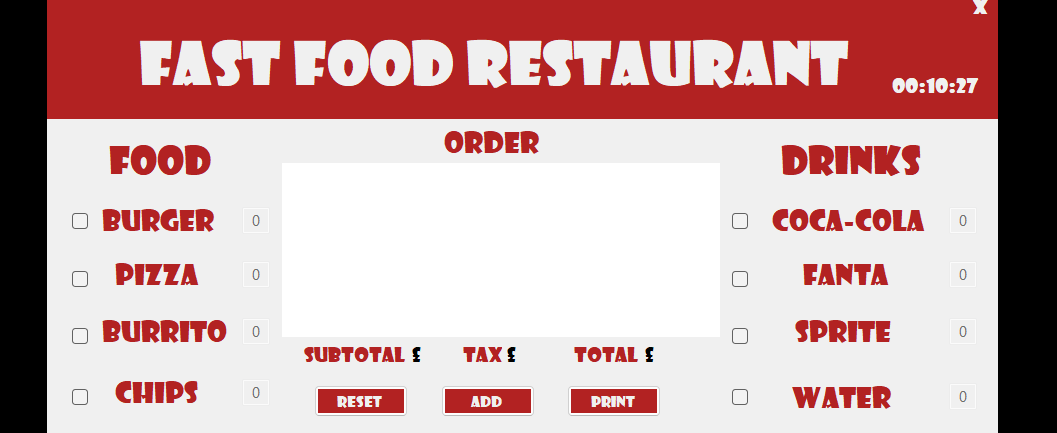 X
FAST FOOD RESTAURANT
00:10:27
FOOD
ORDER
DRINKS
BURGER 0
COCA-COLA 0
PIZZA 0
FANTA 0
BURRITO 0
SPRITE 0
SUBTOTAL £ TAX £ TOTAL £
CHIPS 0
WATER 0
RESET ADD PRINT